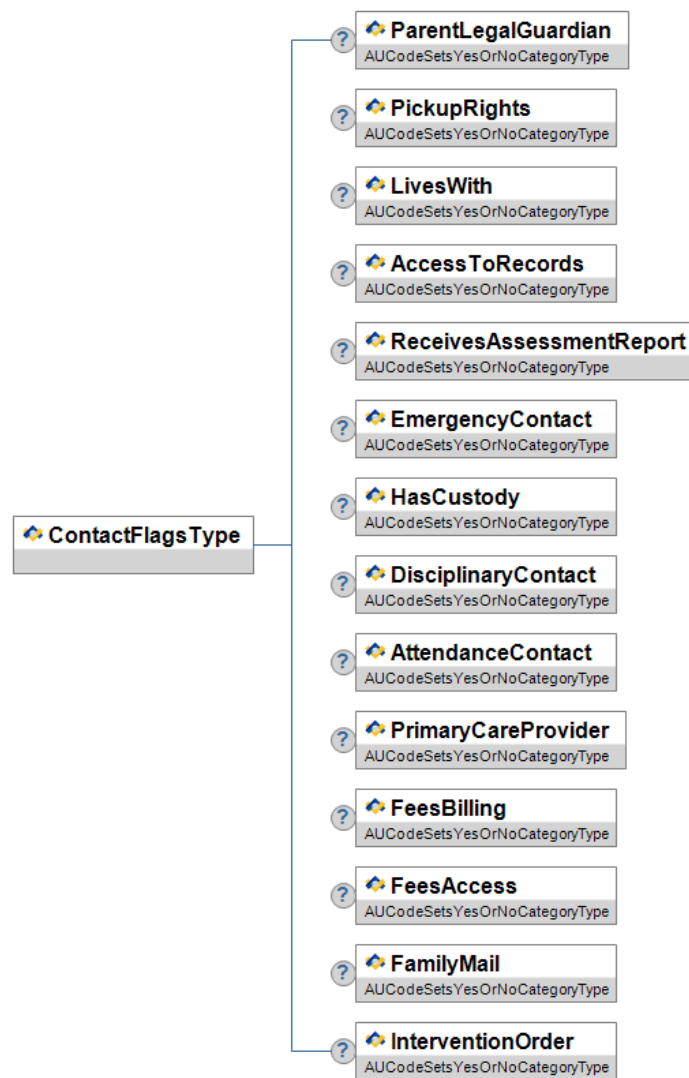 ?
ParentLegalGuardian
AUCodeSetsYesOrNoCategoryType
?
PickupRights
AUCodeSetsYesOrNoCategoryType
?
LivesWith
AUCodeSetsYesOrNoCategoryType
?
AccessToRecords
AUCodeSetsYesOrNoCategoryType
?
ReceivesAssessmentReport
AUCodeSetsYesOrNoCategoryType
?
EmergencyContact
AUCodeSetsYesOrNoCategoryType
?
HasCustody
AUCodeSetsYesOrNoCategoryType
ContactFlagsType
?
DisciplinaryContact
AUCodeSetsYesOrNoCategoryType
?
AttendanceContact
AUCodeSetsYesOrNoCategoryType
?
PrimaryCareProvider
AUCodeSetsYesOrNoCategoryType
?
FeesBilling
AUCodeSetsYesOrNoCategoryType
?
FeesAccess
AUCodeSetsYesOrNoCategoryType
?
FamilyMail
AUCodeSetsYesOrNoCategoryType
?
InterventionOrder
AUCodeSetsYesOrNoCategoryType